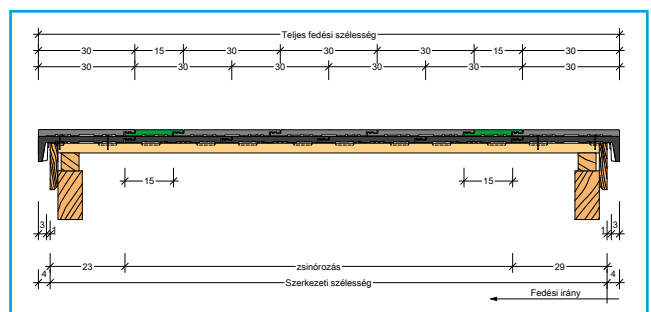 Teljes fedési szélesség
30 15 30 30 30 15 30
30 30 30 30 30 30
15 15
3 1 1 3
23 zsinórozás 29
4 Szerkezeti szélesség 4
Fedési irány